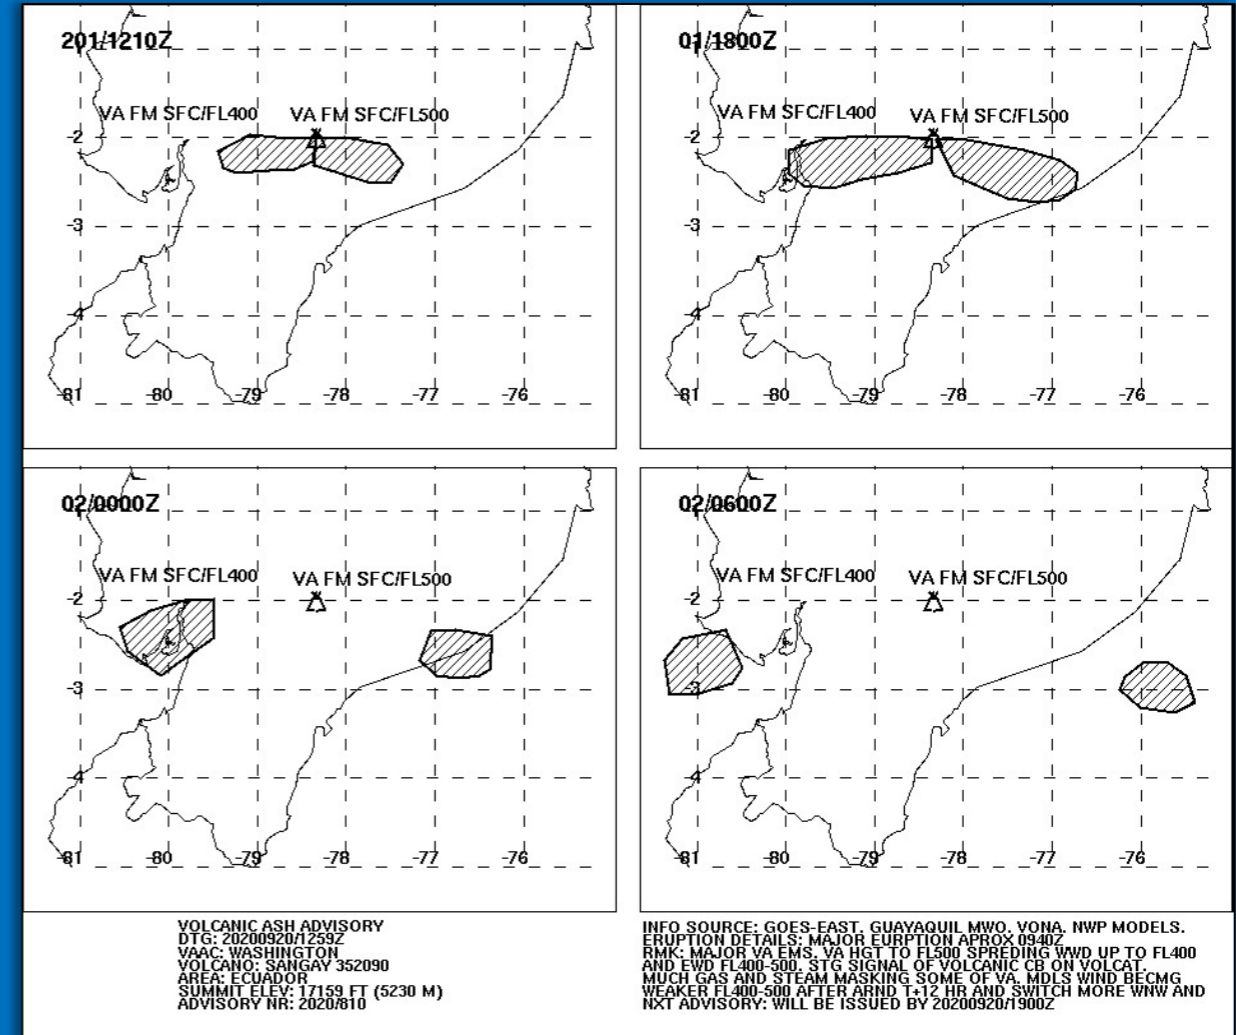 201/1210Z
VA FM SFC/FL400 VA FM SFC/FL500
-2
-3
-4
-81 -80 -79 -78 -77 -76
01/1800Z
VA FM SFC/FL400 VA FM SFC/FL500
-2
-3
-4
-81 -80 -79 -78 -77 -76
02/0000Z
VA FM SFC/FL400 VA FM SFC/FL500
-2
-3
-4
-81 -80 -79 -78 -77 -76
02/0600Z
VA FM SFC/FL400 VA FM SFC/FL500
-2
-3
-4
-81 -80 -79 -78 -77 -76
VOLCANIC ASH ADVISORY
DTG: 20200920/1259Z
VAAC: WASHINGTON
VOLCANO: SANGAY 352090
AREA: ECUADOR
SUMMIT ELEV: 17159 FT (5230 M)
ADVISORY NR: 2020/810
INFO SOURCE: GOES-EAST. GUAYAQUIL MWO. VONA. NWP MODELS.
ERUPTION DETAILS: MAJOR EURPTION APROX 0940Z
RMK: MAJOR VA EMS. VA HGT TO FL500 SPREDING WWD UP TO FL400
AND EWD FL400-500. STG SIGNAL OF VOLCANIC CB ON VOLCAT.
MUCH GAS AND STEAM MASKING SOME OF VA. MDLS WIND BECMG
WEAKER FL400-500 AFTER ARND T+12 HR AND SWITCH MORE WNW AND
NXT ADVISORY: WILL BE ISSUED BY 20200920/1900Z